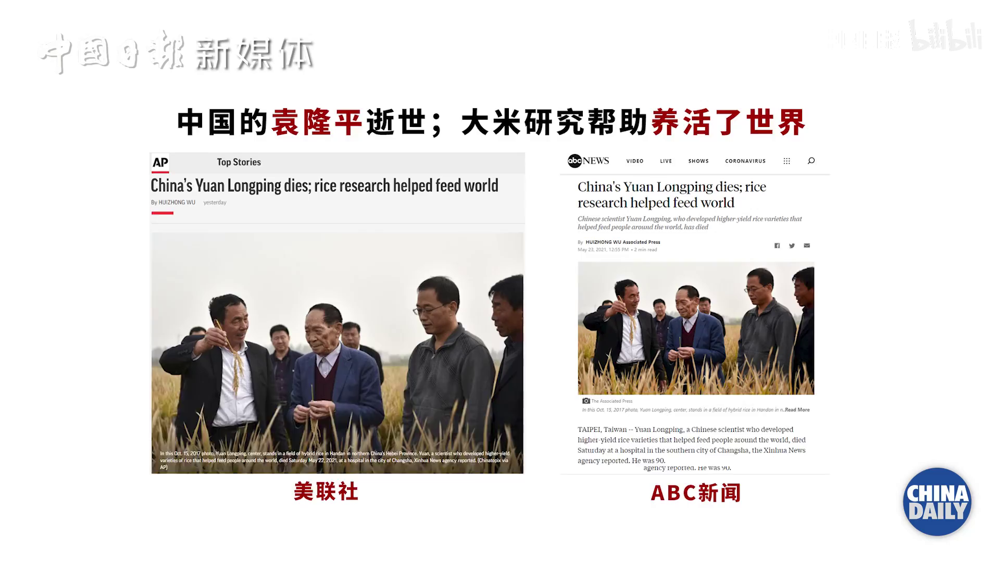 中国日报 新媒体
bilibili
中国的袁隆平逝世；大米研究帮助养活了世界
AP
Top Stories
China's Yuan Longping dies; rice research helped feed world
By HUIZHONG WU yesterday
In this Oct. 15, 2017 photo, Yuan Longping, center, stands in a field of hybrid rice in Handan in northern China's Hebei Province. Yuan, a scientist who developed higher-yield
varieties of rice that helped feed people around the world, died Saturday May 22, 2021, at a hospital in the city of Changsha, Xinhua News agency reported. (Chinatopix via
AP)
美联社
abc NEWS VIDEO LIVE SHOWS CORONAVIRUS
China's Yuan Longping dies; rice
research helped feed world
Chinese scientist Yuan Longping, who developed higher-yield rice varieties that
helped feed people around the world, has died
By HUIZHONG WU Associated Press
May 23, 2021, 12:55 PM • 2 min read
The Associated Press
In this Oct. 15, 2017 photo, Yuan Longping, center, stands in a field of hybrid rice in Handan in n...Read More
TAIPEI, Taiwan -- Yuan Longping, a Chinese scientist who developed
higher-yield rice varieties that helped feed people around the world, died
Saturday at a hospital in the southern city of Changsha, the Xinhua News
agency reported. He was 90.
agency reported. He was 90.
ABC新闻
CHINA
DAILY